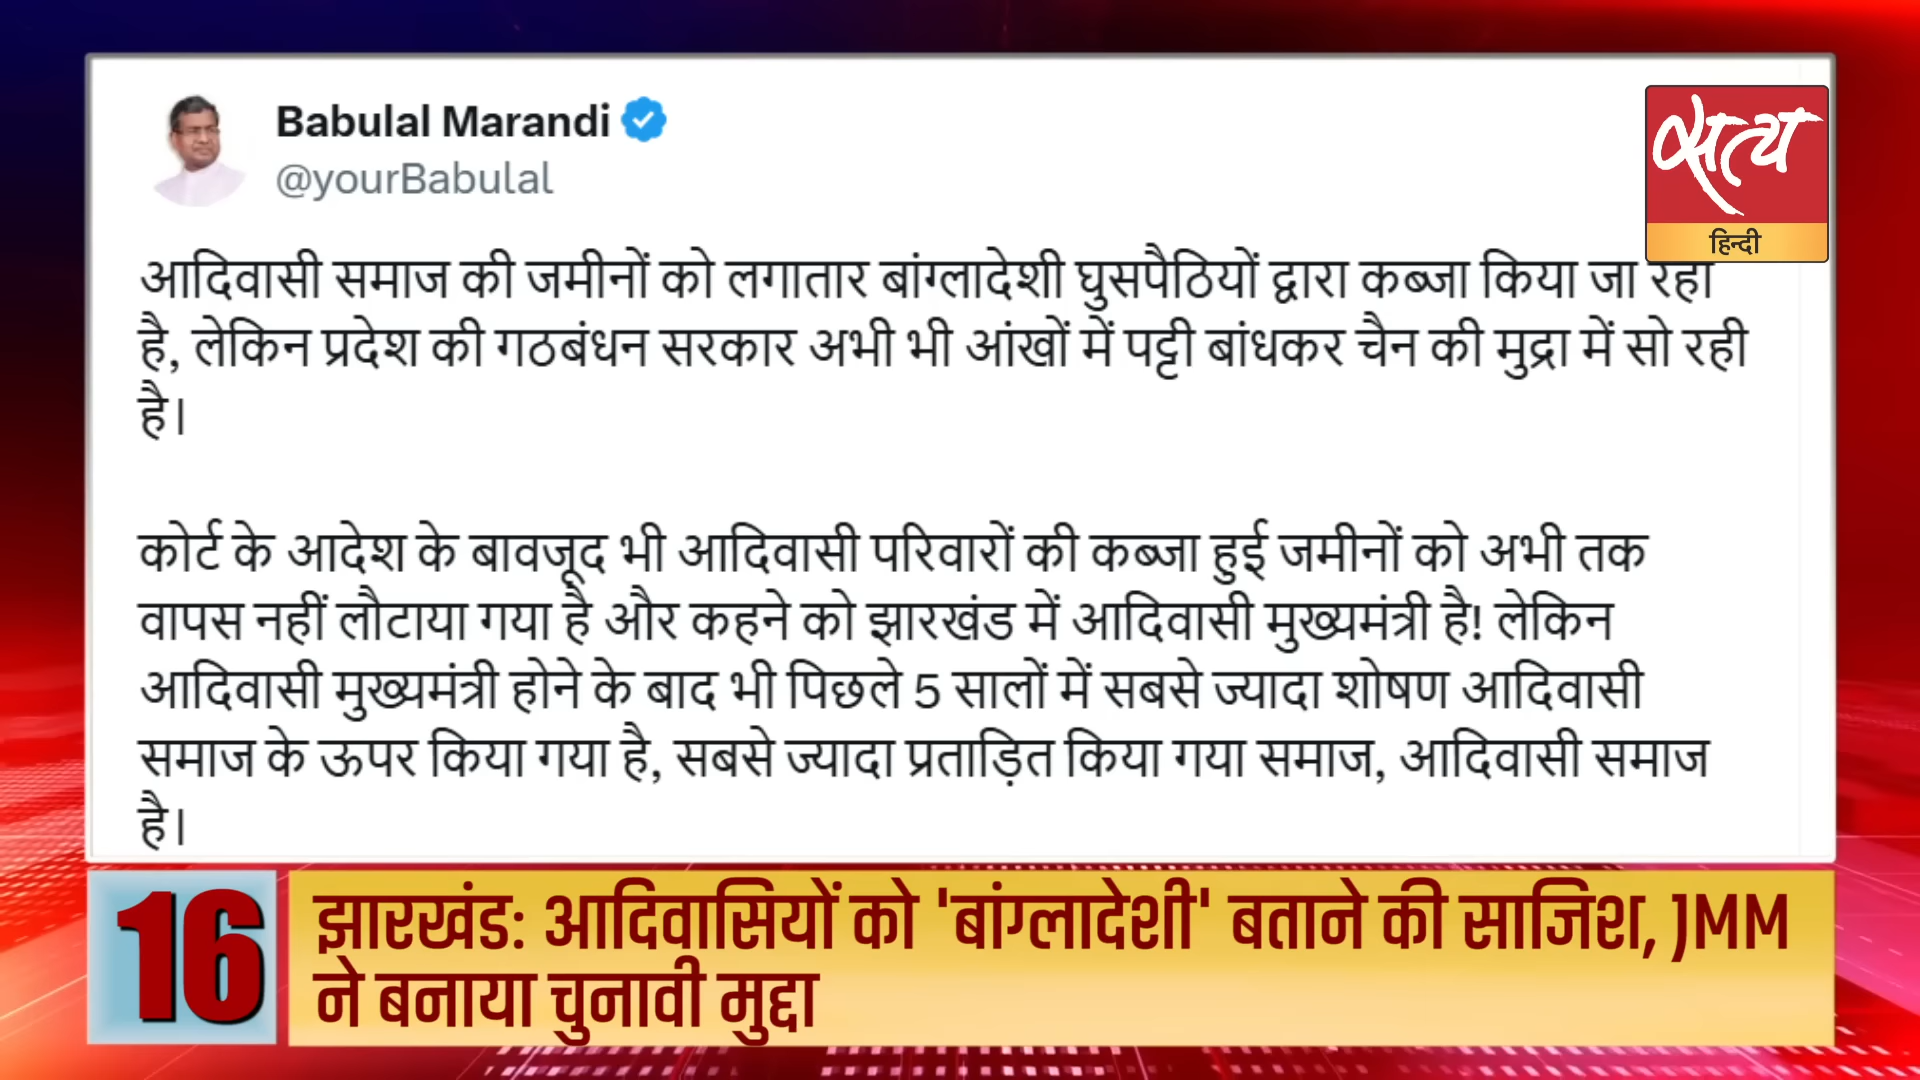 Babulal Marandi
@yourBabulal
सत्य
हिन्दी
आदिवासी समाज की जमीनों को लगातार बांग्लादेशी घुसपैठियों द्वारा कब्जा किया जा रहा
है, लेकिन प्रदेश की गठबंधन सरकार अभी भी आंखों में पट्टी बांधकर चैन की मुद्रा में सो रही
है।
कोर्ट के आदेश के बावजूद भी आदिवासी परिवारों की कब्जा हुई जमीनों को अभी तक
वापस नहीं लौटाया गया है और कहने को झारखंड में आदिवासी मुख्यमंत्री है! लेकिन
आदिवासी मुख्यमंत्री होने के बाद भी पिछले 5 सालों में सबसे ज्यादा शोषण आदिवासी
समाज के ऊपर किया गया है, सबसे ज्यादा प्रताड़ित किया गया समाज, आदिवासी समाज
है।
16
झारखंड: आदिवासियों को 'बांग्लादेशी' बताने की साजिश, JMM
ने बनाया चुनावी मुद्दा